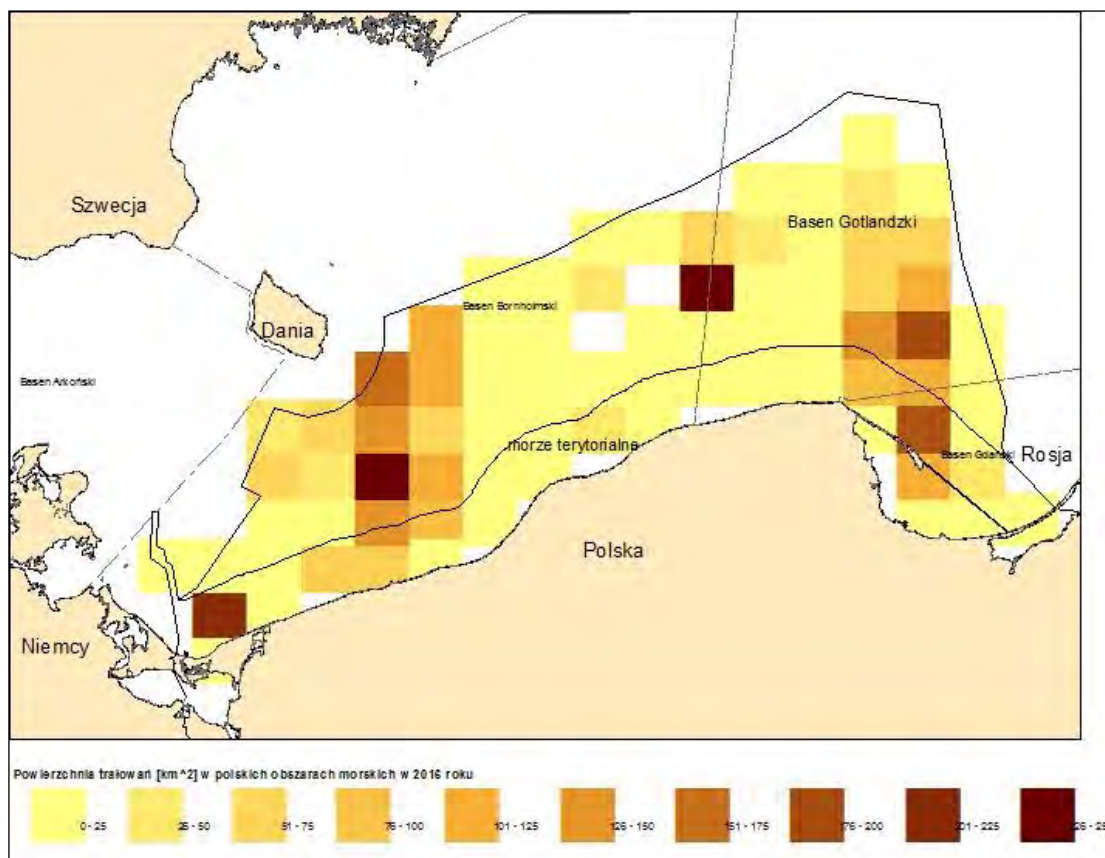 Szwecja
Basen Gotlandzki
Basen Bornholmski
Dania
Basen Arkoński
morze terytorialne
Basen Gdański
Rosja
Polska
Niemcy
Powierzchnia trałowań [km^2] w polskich obszarach morskich w 2016 roku
0 - 25 26 - 50 51 - 75 76 - 100 101 - 125 126 - 150 151 - 175 176 - 200 201 - 225